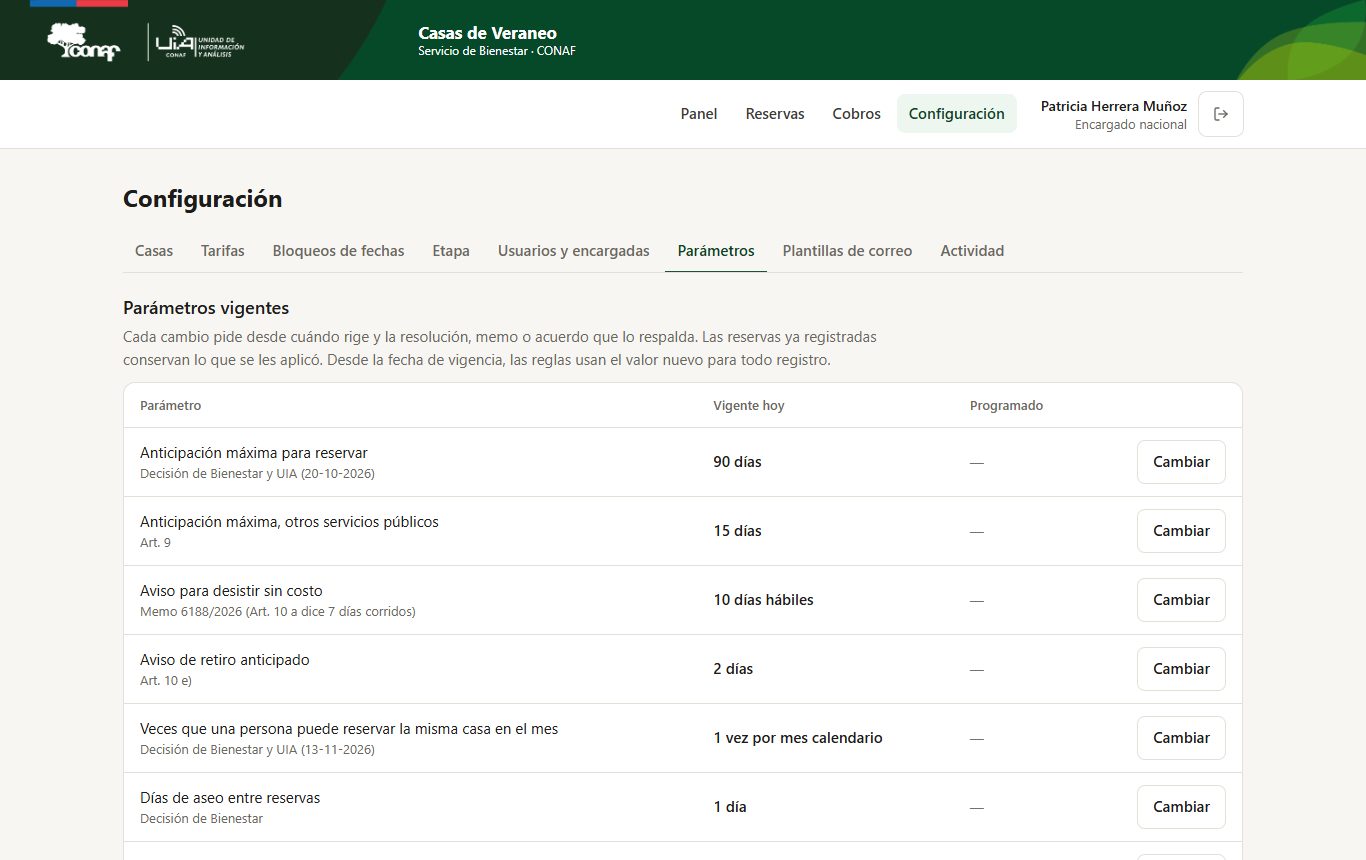 conaf
UIA
CONAF
UNIDAD DE
INFORMACIÓN
Y ANÁLISIS
Casas de Veraneo
Servicio de Bienestar · CONAF
Panel
Reservas
Cobros
Configuración
Patricia Herrera Muñoz
Encargado nacional
Configuración
Casas
Tarifas
Bloqueos de fechas
Etapa
Usuarios y encargadas
Parámetros
Plantillas de correo
Actividad
Parámetros vigentes
Cada cambio pide desde cuándo rige y la resolución, memo o acuerdo que lo respalda. Las reservas ya registradas
conservan lo que se les aplicó. Desde la fecha de vigencia, las reglas usan el valor nuevo para todo registro.
Parámetro
Vigente hoy
Programado
Anticipación máxima para reservar
Decisión de Bienestar y UIA (20-10-2026)
90 días
—
Cambiar
Anticipación máxima, otros servicios públicos
Art. 9
15 días
—
Cambiar
Aviso para desistir sin costo
Memo 6188/2026 (Art. 10 a dice 7 días corridos)
10 días hábiles
—
Cambiar
Aviso de retiro anticipado
Art. 10 e)
2 días
—
Cambiar
Veces que una persona puede reservar la misma casa en el mes
Decisión de Bienestar y UIA (13-11-2026)
1 vez por mes calendario
—
Cambiar
Días de aseo entre reservas
Decisión de Bienestar
1 día
—
Cambiar